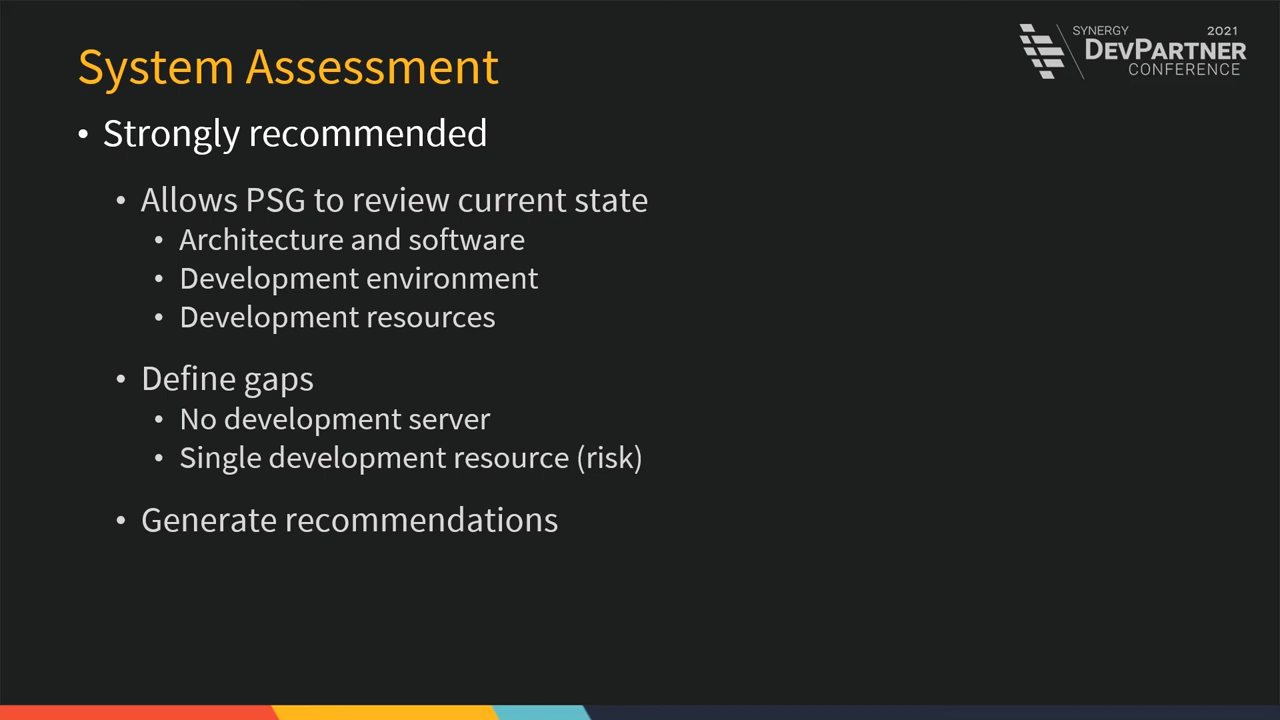 System Assessment
SYNERGY 2021
DEVPARTNER
CONFERENCE
• Strongly recommended
• Allows PSG to review current state
• Architecture and software
• Development environment
• Development resources
• Define gaps
• No development server
• Single development resource (risk)
• Generate recommendations